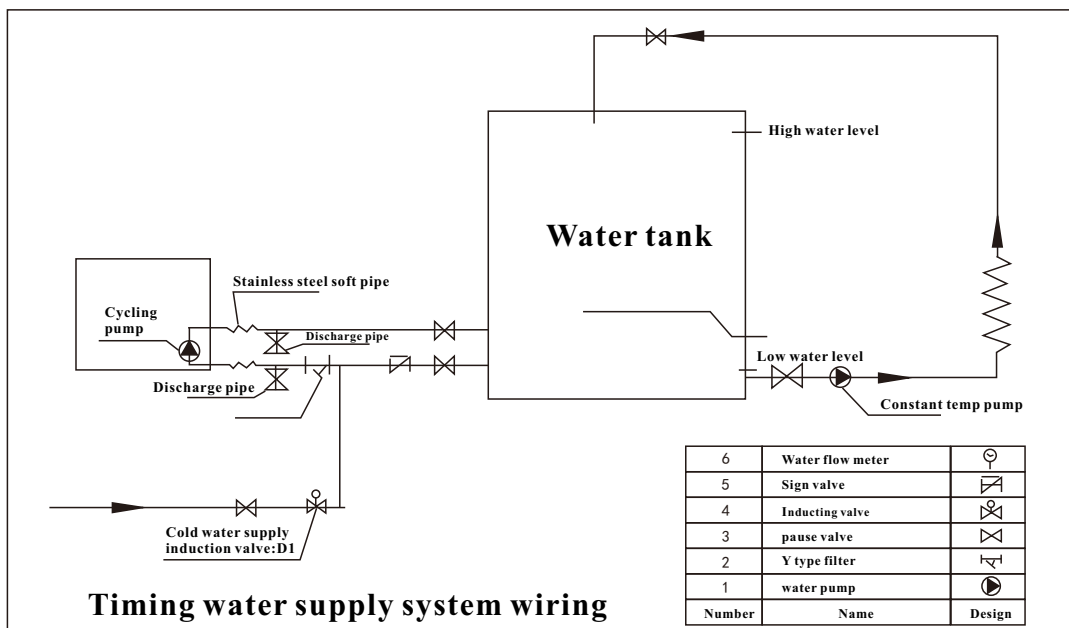 High water level
Water tank
Stainless steel soft pipe
Cycling
pump
Discharge pipe
Low water level
Discharge pipe
Constant temp pump
Cold water supply
induction valve:D1
6 Water flow meter
5 Sign valve
4 Inducting valve
3 pause valve
2 Y type filter
1 water pump
Number Name Design
Timing water supply system wiring